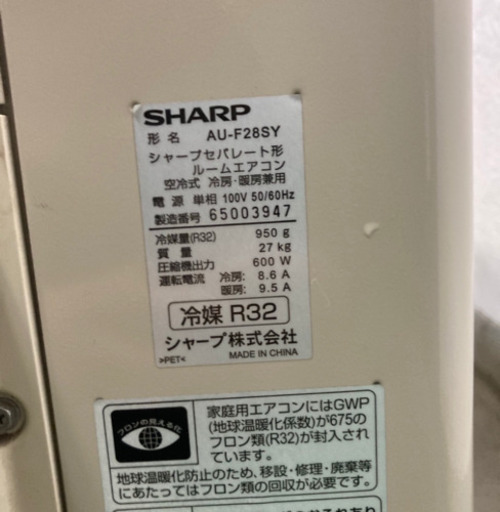 SHARP
形 名 AU-F28SY
シャープセパレート形
ルームエアコン
空冷式 冷房・暖房兼用
電 源 単相 100V 50/60Hz
製造番号 65003947
冷媒量(R32) 950 g
質 量 27 kg
圧縮機出力 600 W
運転電流 冷房: 8.6 A
暖房: 9.5 A
冷媒 R32
シャープ株式会社
>PET< MADE IN CHINA
フロンの見える化
家庭用エアコンにはGWP
(地球温暖化係数)が675の
フロン類(R32)が封入され
ています。
地球温暖化防止のため、移設・修理・廃棄等
にあたってはフロン類の回収が必要です。